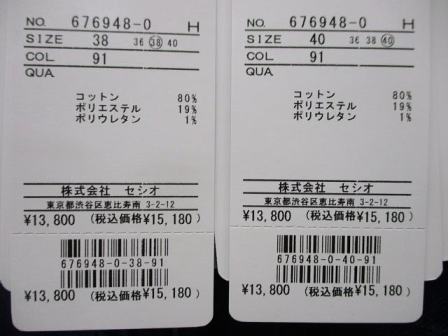 NO. 676948-0 H
SIZE 38 36 38 40
COL 91
QUA.
コットン 80%
ポリエステル 19%
ポリウレタン 1%
株式会社 セシオ
東京都渋谷区恵比寿南 3-2-12
¥13,800 (税込価格¥15,180)
676948-0-38-91
¥13,800 (税込価格¥15,180)
NO. 676948-0 H
SIZE 40 36 38 40
COL 91
QUA.
コットン 80%
ポリエステル 19%
ポリウレタン 1%
株式会社 セシオ
東京都渋谷区恵比寿南 3-2-12
¥13,800 (税込価格¥15,180)
676948-0-40-91
¥13,800 (税込価格¥15,180)